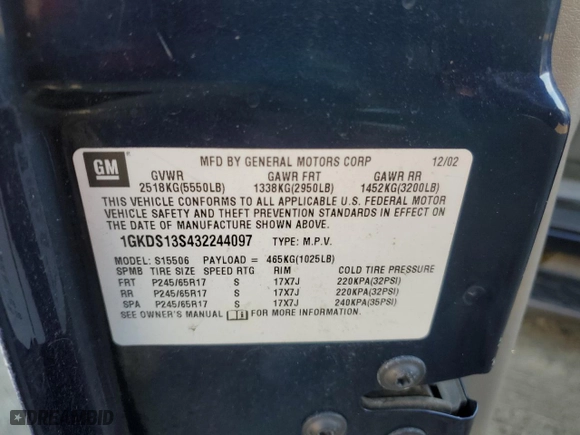 GM
MFD BY GENERAL MOTORS CORP 12/02
GVWR GAWR FRT GAWR RR
2518KG(5550LB) 1338KG(2950LB) 1452KG(3200LB)
THIS VEHICLE CONFORMS TO ALL APPLICABLE U.S. FEDERAL MOTOR
VEHICLE SAFETY AND THEFT PREVENTION STANDARDS IN EFFECT ON
THE DATE OF MANUFACTURE SHOWN ABOVE.
1GKDS13S432244097 TYPE: M.P.V.
MODEL: S15506 PAYLOAD = 465KG(1025LB)
SPMB TIRE SIZE SPEED RTG RIM COLD TIRE PRESSURE
FRT P245/65R17 S 17X7J 220KPA(32PSI)
RR P245/65R17 S 17X7J 220KPA(32PSI)
SPA P245/65R17 S 17X7J 240KPA(35PSI)
SEE OWNER'S MANUAL FOR MORE INFORMATION.
DREAMBID